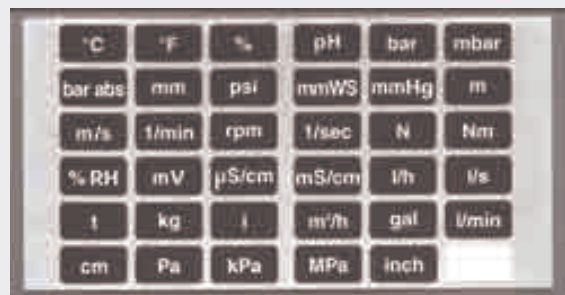 °C °F % pH bar mbar
bar abs mm psi mmWS mmHg m
m/s 1/min rpm 1/sec N Nm
% RH mV µS/cm mS/cm l/h l/s
t kg l m³/h gal l/min
cm Pa kPa MPa inch